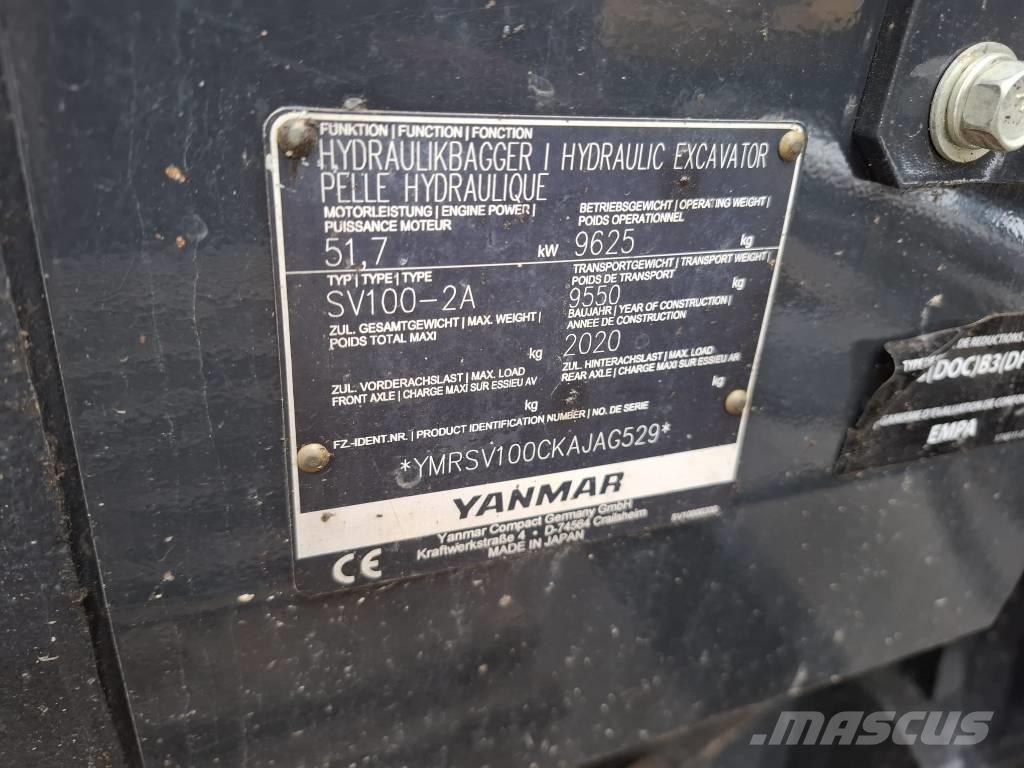 FUNKTION | FUNCTION | FONCTION
HYDRAULIKBAGGER | HYDRAULIC EXCAVATOR
PELLE HYDRAULIQUE
MOTORLEISTUNG | ENGINE POWER |
PUISSANCE MOTEUR
51,7 kW
BETRIEBSGEWICHT | OPERATING WEIGHT |
POIDS OPERATIONNEL
9625 kg
TYP | TYPE | TYPE
SV100-2A
TRANSPORTGEWICHT | TRANSPORT WEIGHT |
POIDS DE TRANSPORT
9550 kg
ZUL. GESAMTGEWICHT | MAX. WEIGHT |
POIDS TOTAL MAXI
kg
BAUJAHR | YEAR OF CONSTRUCTION |
ANNEE DE CONSTRUCTION
2020
ZUL. VORDERACHSLAST | MAX. LOAD
FRONT AXLE | CHARGE MAXI SUR ESSIEU AV
kg
ZUL. HINTERACHSLAST | MAX. LOAD
REAR AXLE | CHARGE MAXI SUR ESSIEU AR
kg
FZ.-IDENT.NR. | PRODUCT IDENTIFICATION NUMBER | NO. DE SERIE
*YMRSV100CKAJAG529*
YANMAR
Yanmar Compact Germany GmbH
Kraftwerkstraße 4 • D-74564 Crailsheim
MADE IN JAPAN
CE
(DOC)B3(DP
EMPA
MASCUS